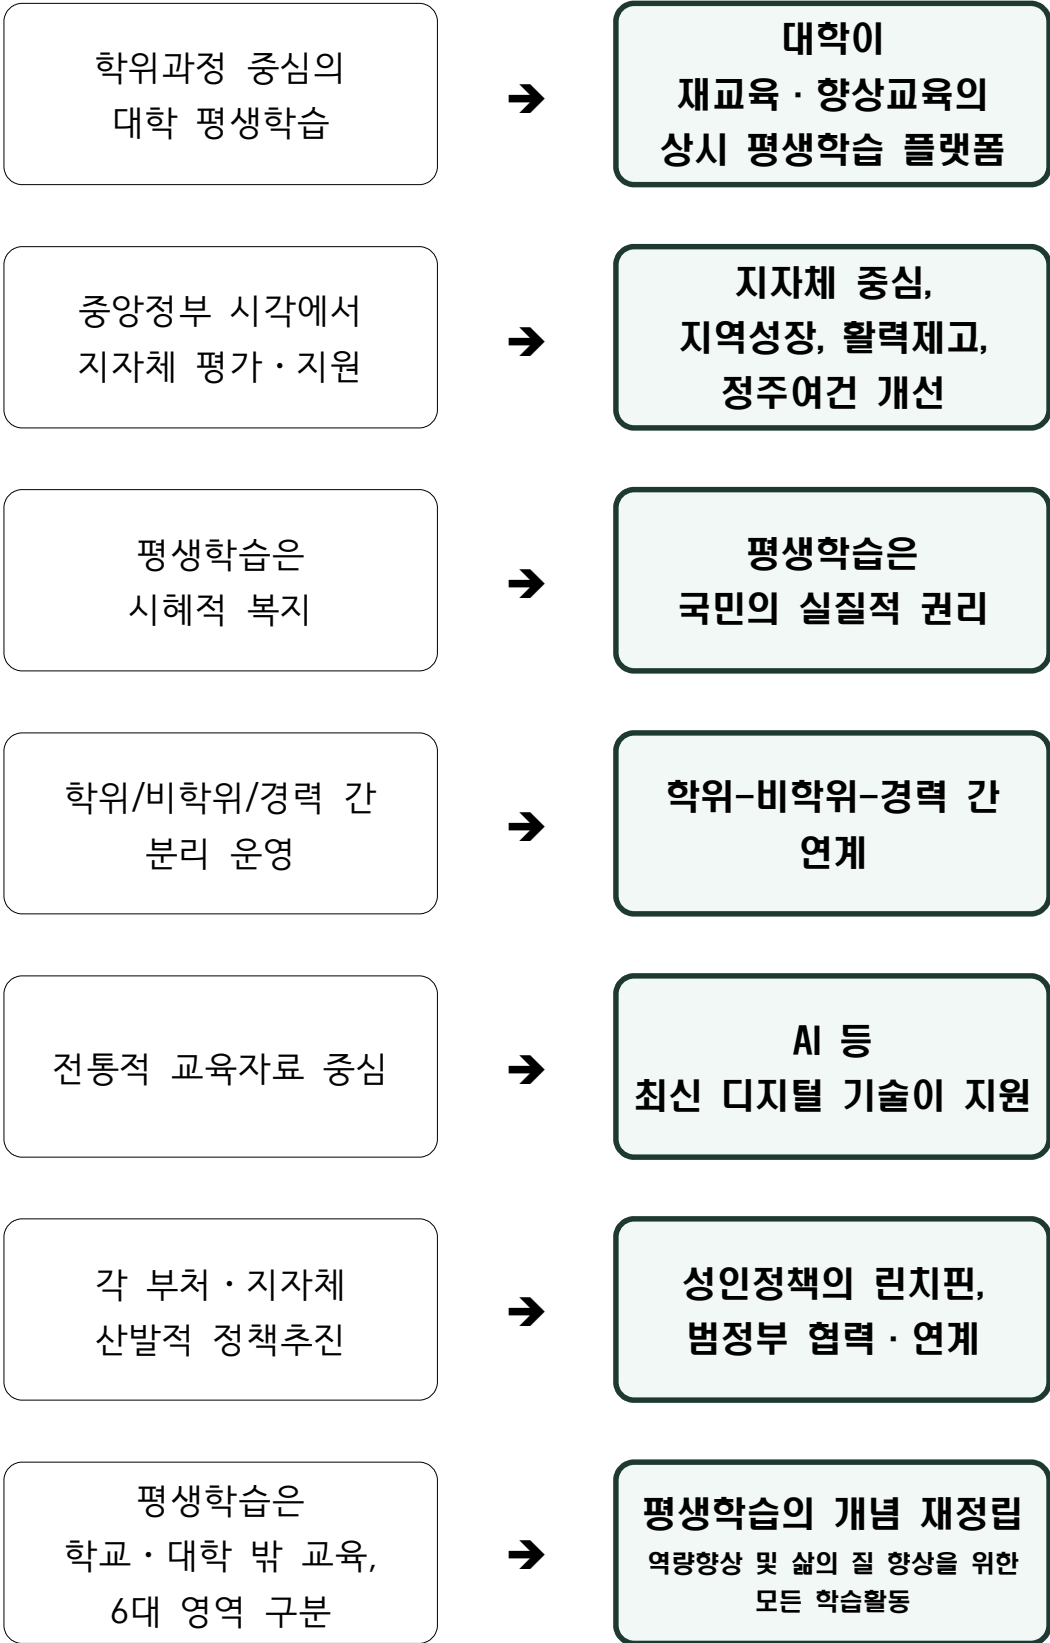 학위과정 중심의
대학 평생학습
➔
대학이
재교육・향상교육의
상시 평생학습 플랫폼
중앙정부 시각에서
지자체 평가・지원
➔
지자체 중심,
지역성장, 활력제고,
정주여건 개선
평생학습은
시혜적 복지
➔
평생학습은
국민의 실질적 권리
학위/비학위/경력 간
분리 운영
➔
학위-비학위-경력 간
연계
전통적 교육자료 중심
➔
AI 등
최신 디지털 기술이 지원
각 부처・지자체
산발적 정책추진
➔
성인정책의 린치핀,
범정부 협력・연계
평생학습은
학교・대학 밖 교육,
6대 영역 구분
➔
평생학습의 개념 재정립
역량향상 및 삶의 질 향상을 위한
모든 학습활동